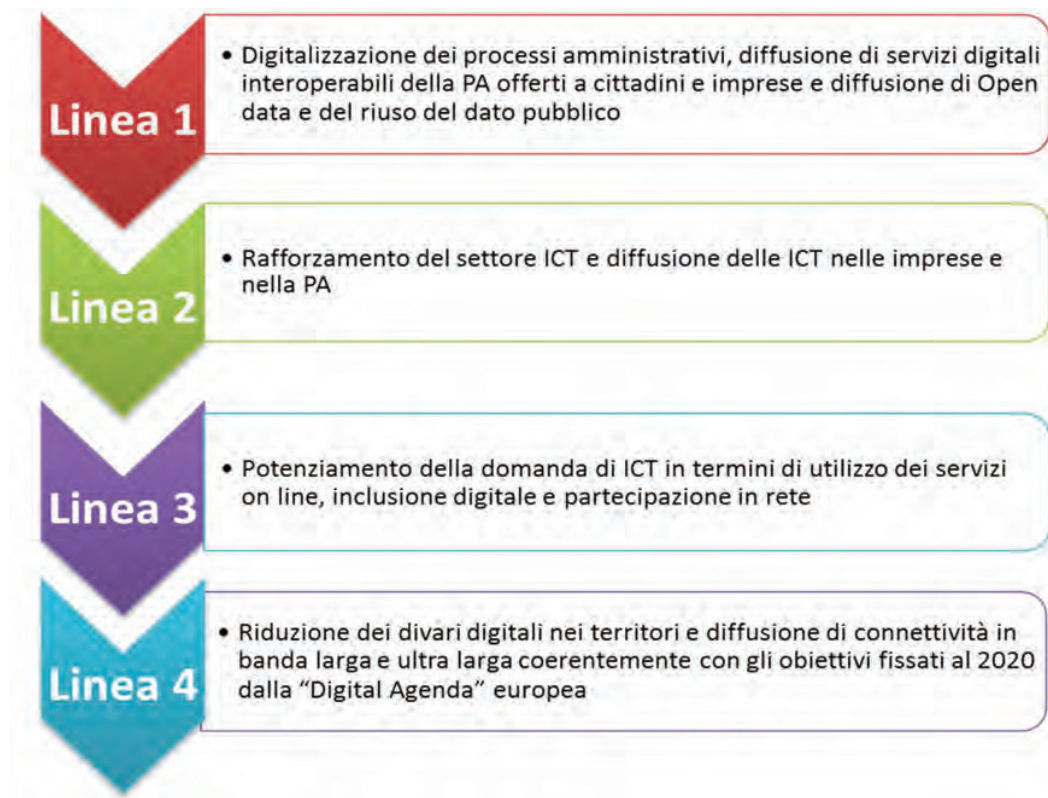 Linea 1
• Digitalizzazione dei processi amministrativi, diffusione di servizi digitali
interoperabili della PA offerti a cittadini e imprese e diffusione di Open
data e del riuso del dato pubblico
Linea 2
• Rafforzamento del settore ICT e diffusione delle ICT nelle imprese e
nella PA
Linea 3
• Potenziamento della domanda di ICT in termini di utilizzo dei servizi
on line, inclusione digitale e partecipazione in rete
Linea 4
• Riduzione dei divari digitali nei territori e diffusione di connettività in
banda larga e ultra larga coerentemente con gli obiettivi fissati al 2020
dalla “Digital Agenda” europea